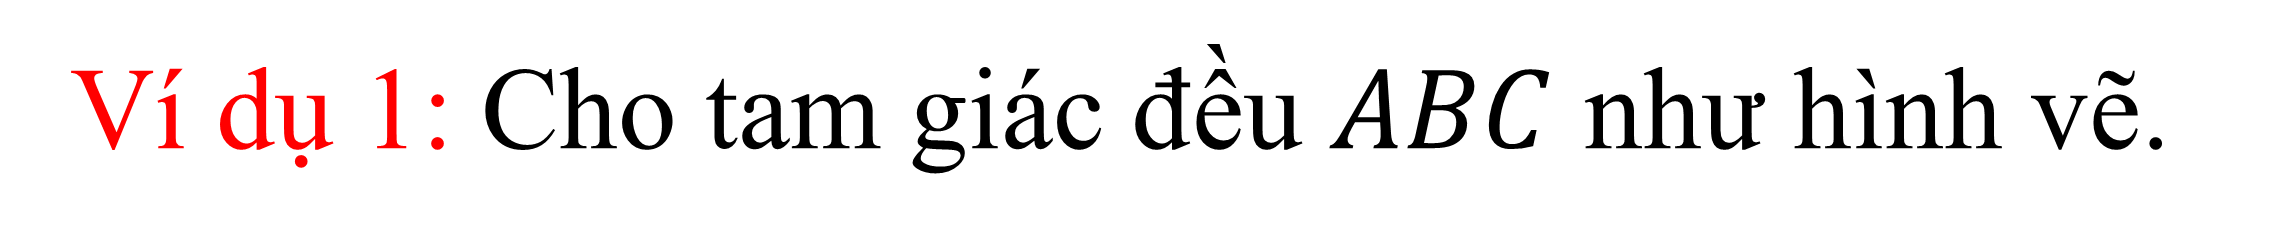 Ví dụ 1: Cho tam giác đều ABC như hình vẽ.